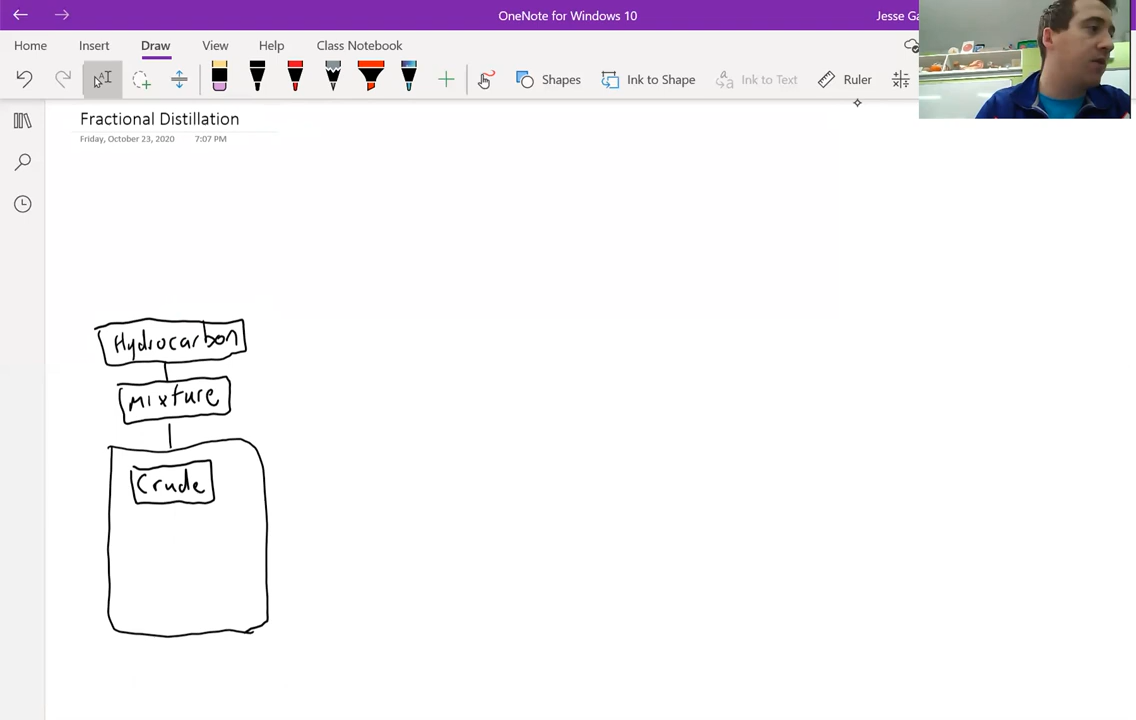 OneNote for Windows 10
Jesse Ga
Home Insert Draw View Help Class Notebook
Shapes Ink to Shape Ink to Text Ruler
Fractional Distillation
Friday, October 23, 2020 7:07 PM
Hydrocarbon
Mixture
Crude